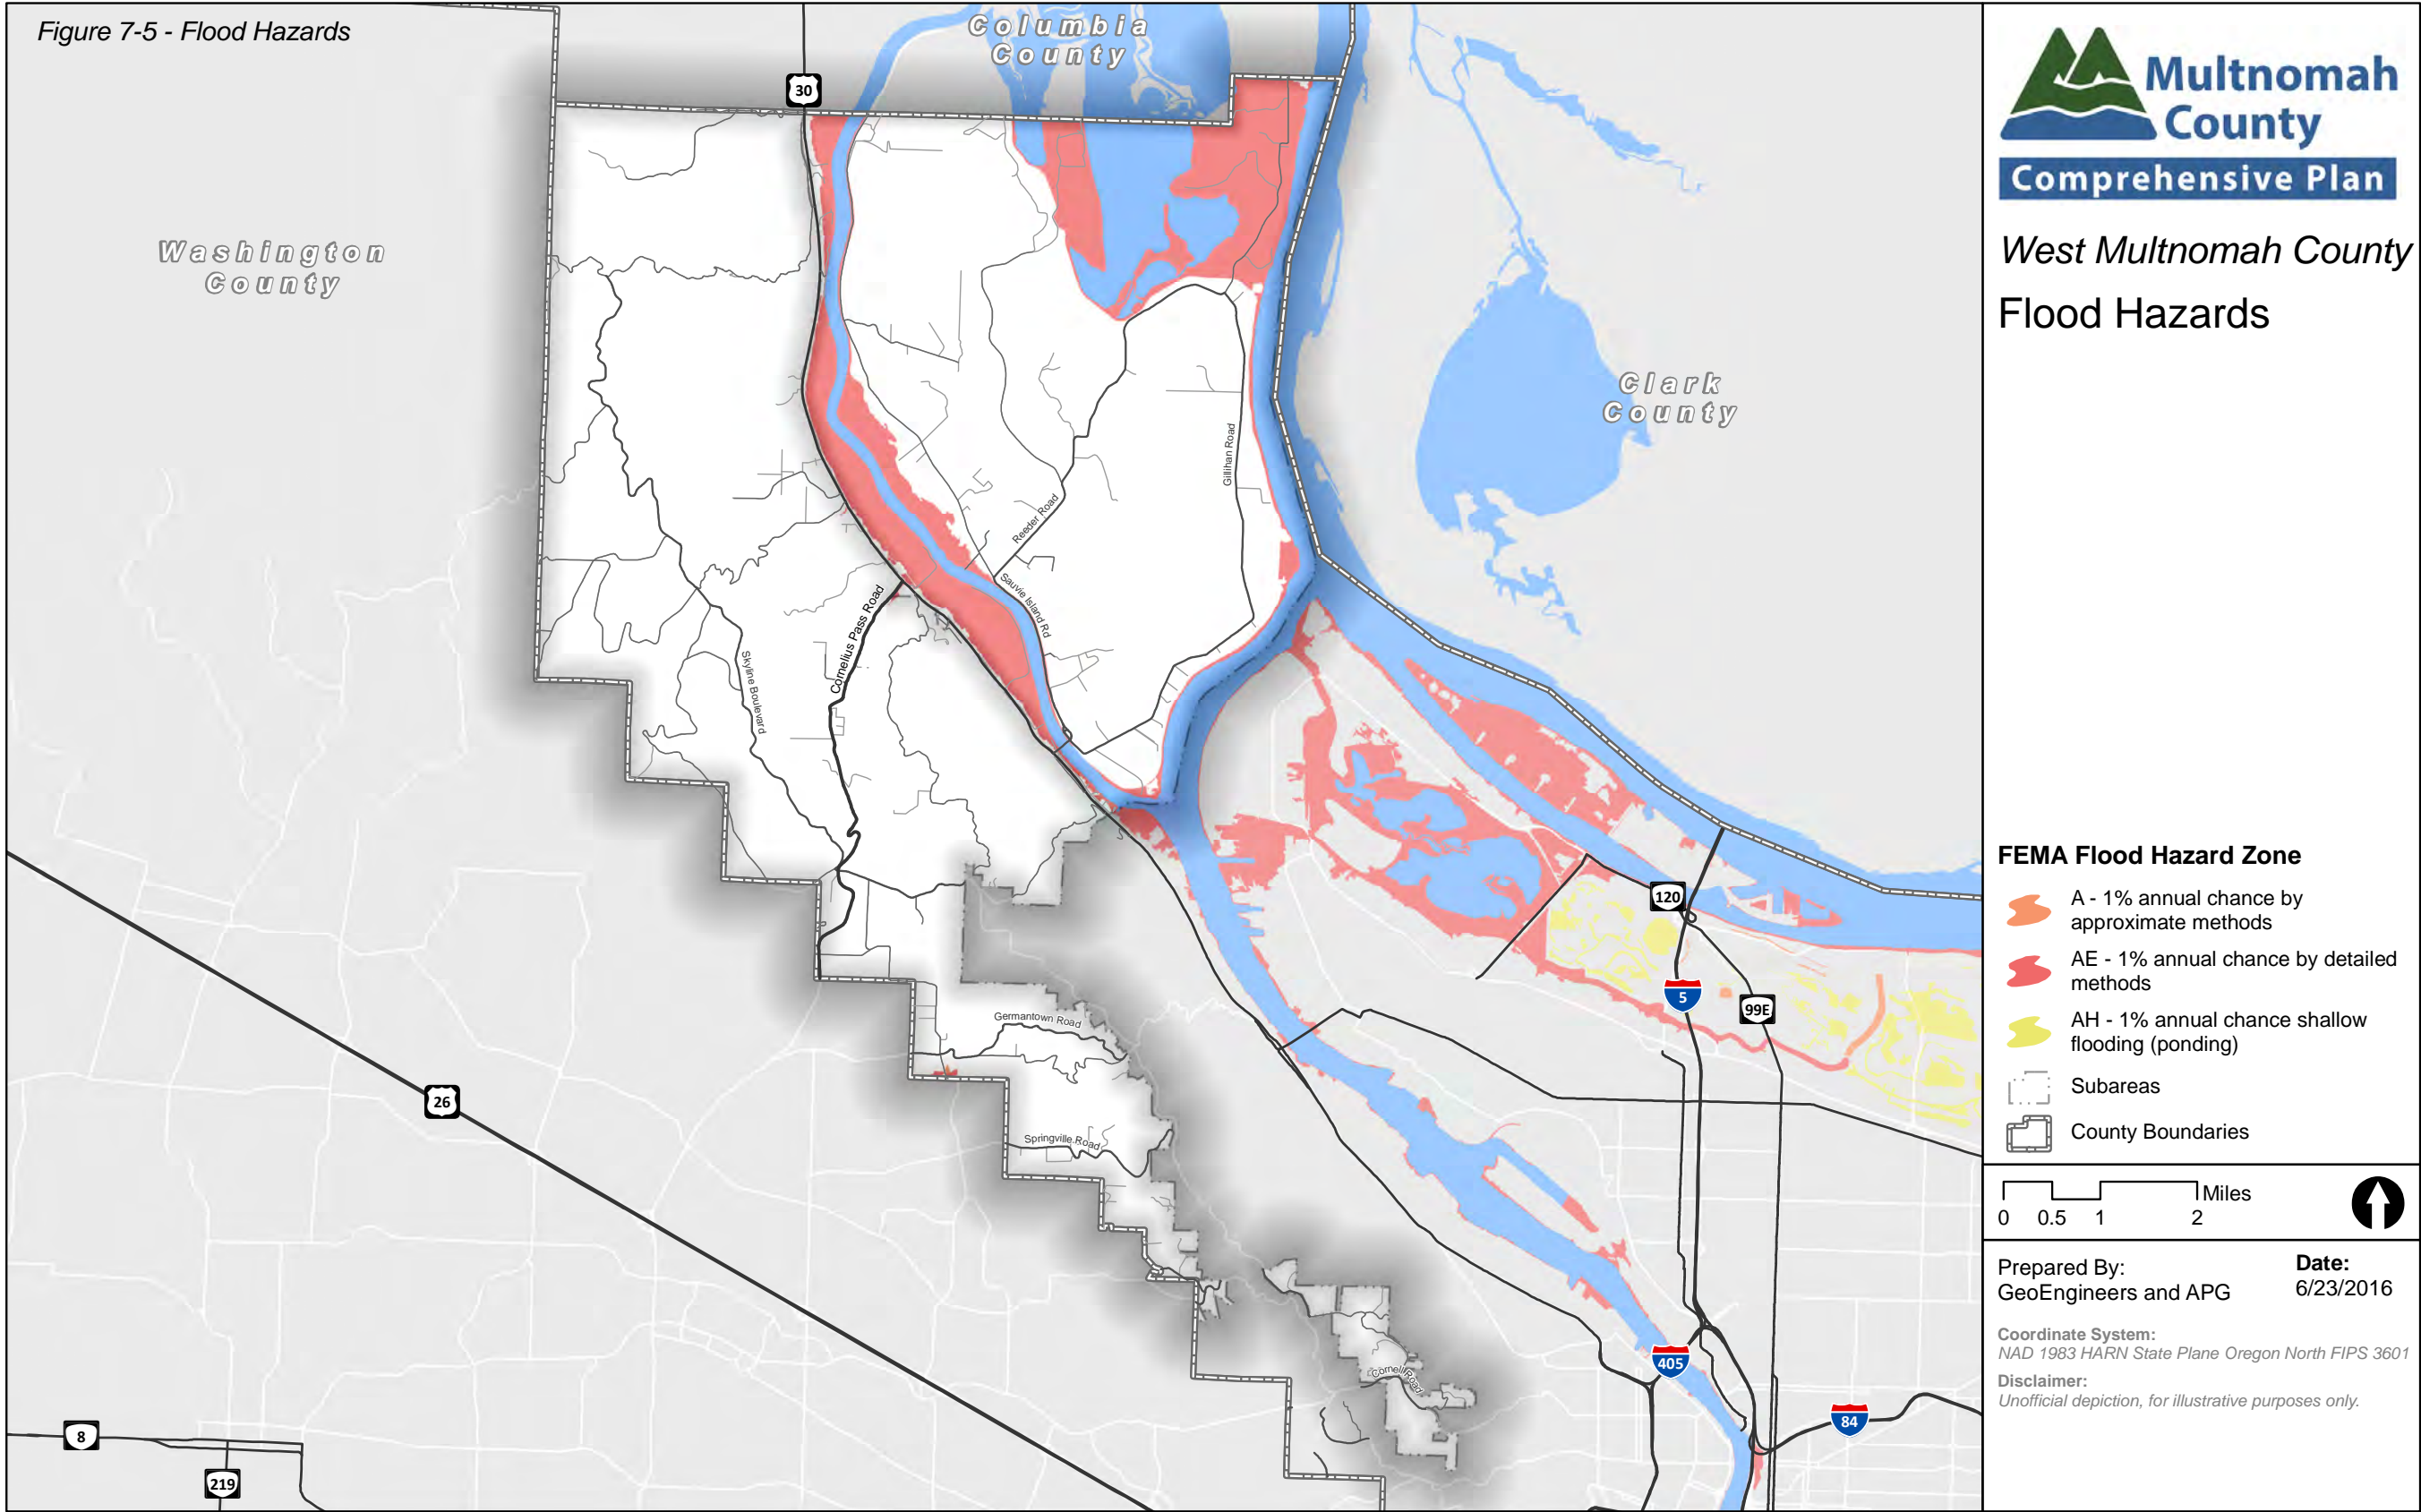 Figure 7-5 - Flood Hazards
Columbia
County
30
Washington
County
Clark
County
Gillihan Road
Reeder Road
Sauvie Island Rd
Cornelius Pass Road
Skyline Boulevard
120
5
99E
Germantown Road
26
Springville Road
Cornell Road
405
84
8
219
Multnomah
County
Comprehensive Plan
West Multnomah County
Flood Hazards
FEMA Flood Hazard Zone
A - 1% annual chance by
approximate methods
AE - 1% annual chance by detailed
methods
AH - 1% annual chance shallow
flooding (ponding)
Subareas
County Boundaries
Miles
0 0.5 1 2
Prepared By:
GeoEngineers and APG
Date:
6/23/2016
Coordinate System:
NAD 1983 HARN State Plane Oregon North FIPS 3601
Disclaimer:
Unofficial depiction, for illustrative purposes only.